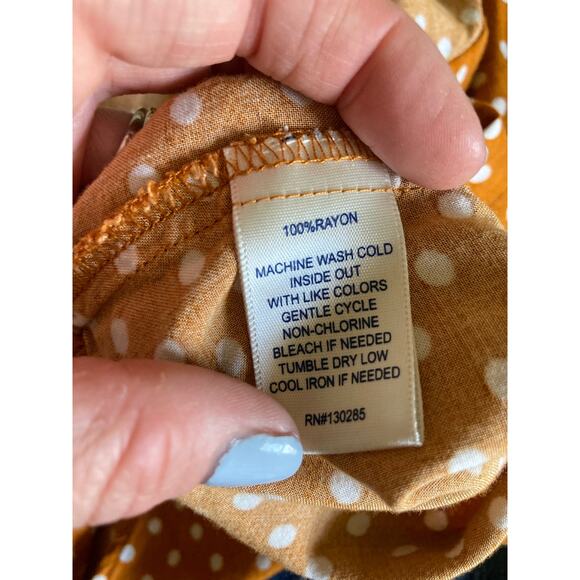 100%RAYON
MACHINE WASH COLD
INSIDE OUT
WITH LIKE COLORS
GENTLE CYCLE
NON-CHLORINE
BLEACH IF NEEDED
TUMBLE DRY LOW
COOL IRON IF NEEDED
RN#130285